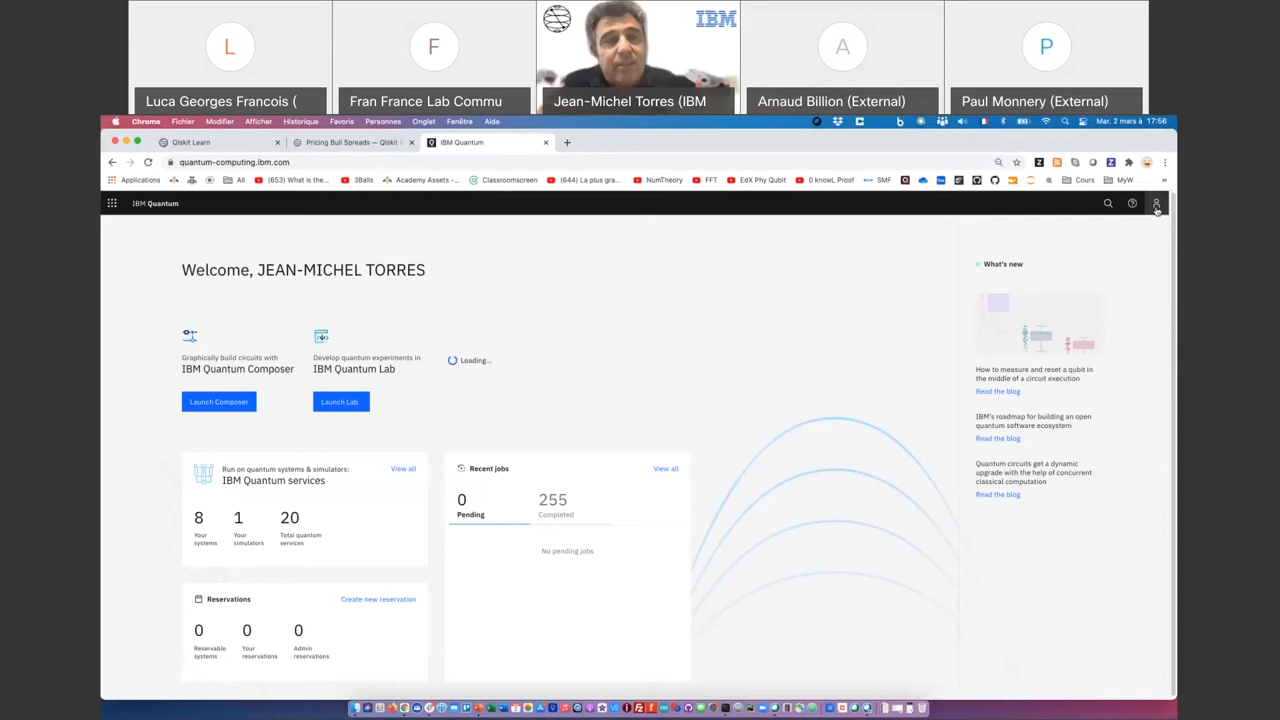 L
F
A
P
IBM
Luca Georges Francois (
Fran France Lab Commu
Jean-Michel Torres (IBM
Arnaud Billion (External)
Paul Monnery (External)
Chrome Fichier Modifier Afficher Historique Favoris Personnes Onglet Fenêtre Aide
Mar. 2 mars à 17:56
Qiskit Learn
Pricing Bull Spreads — Qiskit
IBM Quantum
quantum-computing.ibm.com
Applications All (653) What is the... 3Balls Academy Assets - Classroomscreen (644) La plus gra... NumTheory FFT EdX Phy Qubit 0 knowL Proof SMF Cours MyW »
IBM Quantum
Welcome, JEAN-MICHEL TORRES
Graphically build circuits with
IBM Quantum Composer
Launch Composer
Develop quantum experiments in
IBM Quantum Lab
Launch Lab
Loading...
Run on quantum systems & simulators:
IBM Quantum services
View all
8
Your
systems
1
Your
simulators
20
Total quantum
services
Recent jobs
View all
0
Pending
255
Completed
No pending jobs
Reservations
Create new reservation
0
Reservable
systems
0
Your
reservations
0
Admin
reservations
What's new
How to measure and reset a qubit in
the middle of a circuit execution
Read the blog
IBM's roadmap for building an open
quantum software ecosystem
Read the blog
Quantum circuits get a dynamic
upgrade with the help of concurrent
classical computation
Read the blog